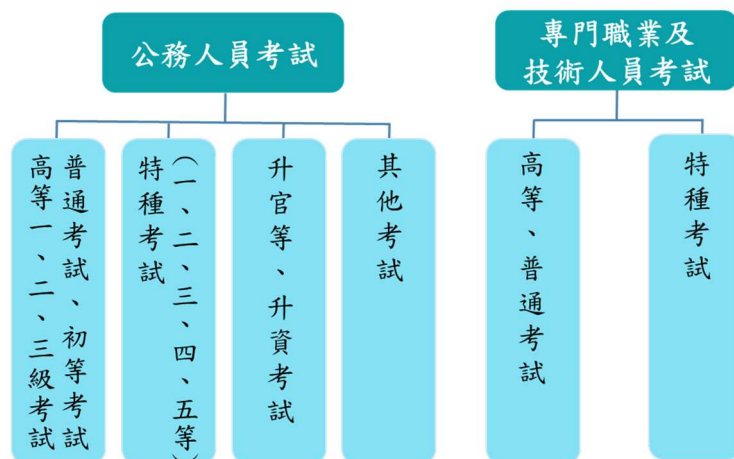 公務人員考試
專門職業及
技術人員考試
普通考試、初等考試
高等一、二、三級考試
(一、二、三、四、五等)
特種考試
升官等、升資考試
其他考試
高等、普通考試
特種考試